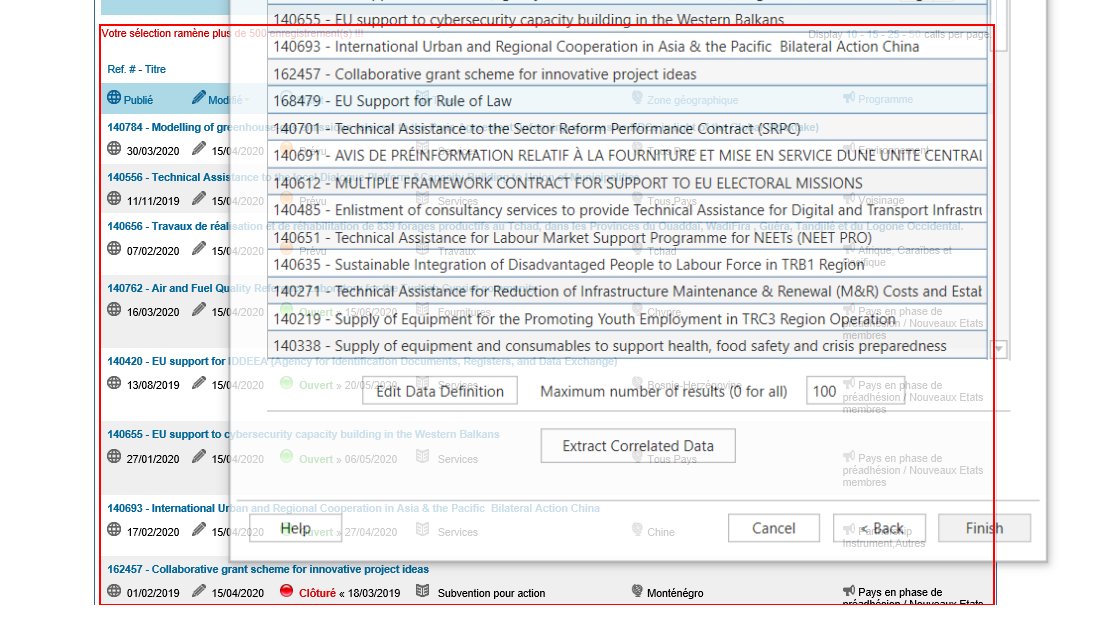 140655 - EU support to cybersecurity capacity building in the Western Balkans
Votre sélection ramène plus de 500 enregistrement(s) !!!
Display 10 - 15 - 25 - 50 calls per page
140693 - International Urban and Regional Cooperation in Asia & the Pacific Bilateral Action China
Ref. # - Titre
162457 - Collaborative grant scheme for innovative project ideas
Publié Modifié Zone géographique Programme
168479 - EU Support for Rule of Law
140784 - Modelling of greenhouse
140701 - Technical Assistance to the Sector Reform Performance Contract (SRPC)
30/03/2020 15/04/2020 Prévu Services Tous Pays Environnement
140691 - AVIS DE PRÉINFORMATION RELATIF À LA FOURNITURE ET MISE EN SERVICE DUNE UNITE CENTRAI
140556 - Technical Assistance to the
140612 - MULTIPLE FRAMEWORK CONTRACT FOR SUPPORT TO EU ELECTORAL MISSIONS
11/11/2019 15/04/2020 Prévu Services Tous Pays Voisinage
140485 - Enlistment of consultancy services to provide Technical Assistance for Digital and Transport Infrastru
140656 - Travaux de réalisation et de réhabilitation de 839 forages productifs au Tchad, dans les Provinces du Ouaddaï, WadiFira , Guéra, Tandjilé et du Logone Occidental.
140651 - Technical Assistance for Labour Market Support Programme for NEETs (NEET PRO)
07/02/2020 15/04/2020 Prévu Travaux Tchad Afrique, Caraïbes et
Pacifique
140635 - Sustainable Integration of Disadvantaged People to Labour Force in TRB1 Region
140762 - Air and Fuel Quality
140271 - Technical Assistance for Reduction of Infrastructure Maintenance & Renewal (M&R) Costs and Estab
16/03/2020 15/04/2020 Ouvert » 15/06/2020 Fournitures Chypre Pays en phase de
préadhésion / Nouveaux Etats
membres
140219 - Supply of Equipment for the Promoting Youth Employment in TRC3 Region Operation
140338 - Supply of equipment and consumables to support health, food safety and crisis preparedness
140420 - EU support for IDDEEA (Agency for Identification Documents, Registers, and Data Exchange)
13/08/2019 15/04/2020 Ouvert » 20/05/2020 Services Bosnie-Herzégovine Pays en phase de
préadhésion / Nouveaux Etats
membres
Edit Data Definition Maximum number of results (0 for all) 100
140655 - EU support to cybersecurity capacity building in the Western Balkans
Extract Correlated Data
27/01/2020 15/04/2020 Ouvert » 06/05/2020 Services Tous Pays Pays en phase de
préadhésion / Nouveaux Etats
membres
140693 - International Urban and Regional Cooperation in Asia & the Pacific Bilateral Action China
17/02/2020 15/04/2020 Ouvert » 27/04/2020 Services Chine Partnership
Instrument,Autres
Help Cancel < Back Finish
162457 - Collaborative grant scheme for innovative project ideas
01/02/2019 15/04/2020 Clôturé « 18/03/2019 Subvention pour action Monténégro Pays en phase de
préadhésion / Nouveaux Etats